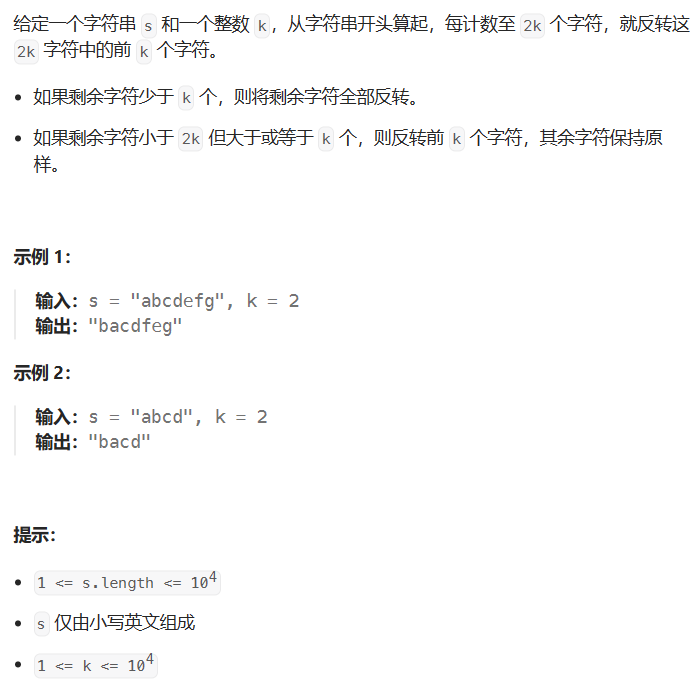 给定一个字符串 s 和一个整数 k，从字符串开头算起，每计数至 2k 个字符，就反转这
2k 字符中的前 k 个字符。
• 如果剩余字符少于 k 个，则将剩余字符全部反转。
• 如果剩余字符小于 2k 但大于或等于 k 个，则反转前 k 个字符，其余字符保持原
样。
示例 1：
输入：s = "abcdefg", k = 2
输出："bacdfeg"
示例 2：
输入：s = "abcd", k = 2
输出："bacd"
提示：
• 1 <= s.length <= 10⁴
• s 仅由小写英文组成
• 1 <= k <= 10⁴